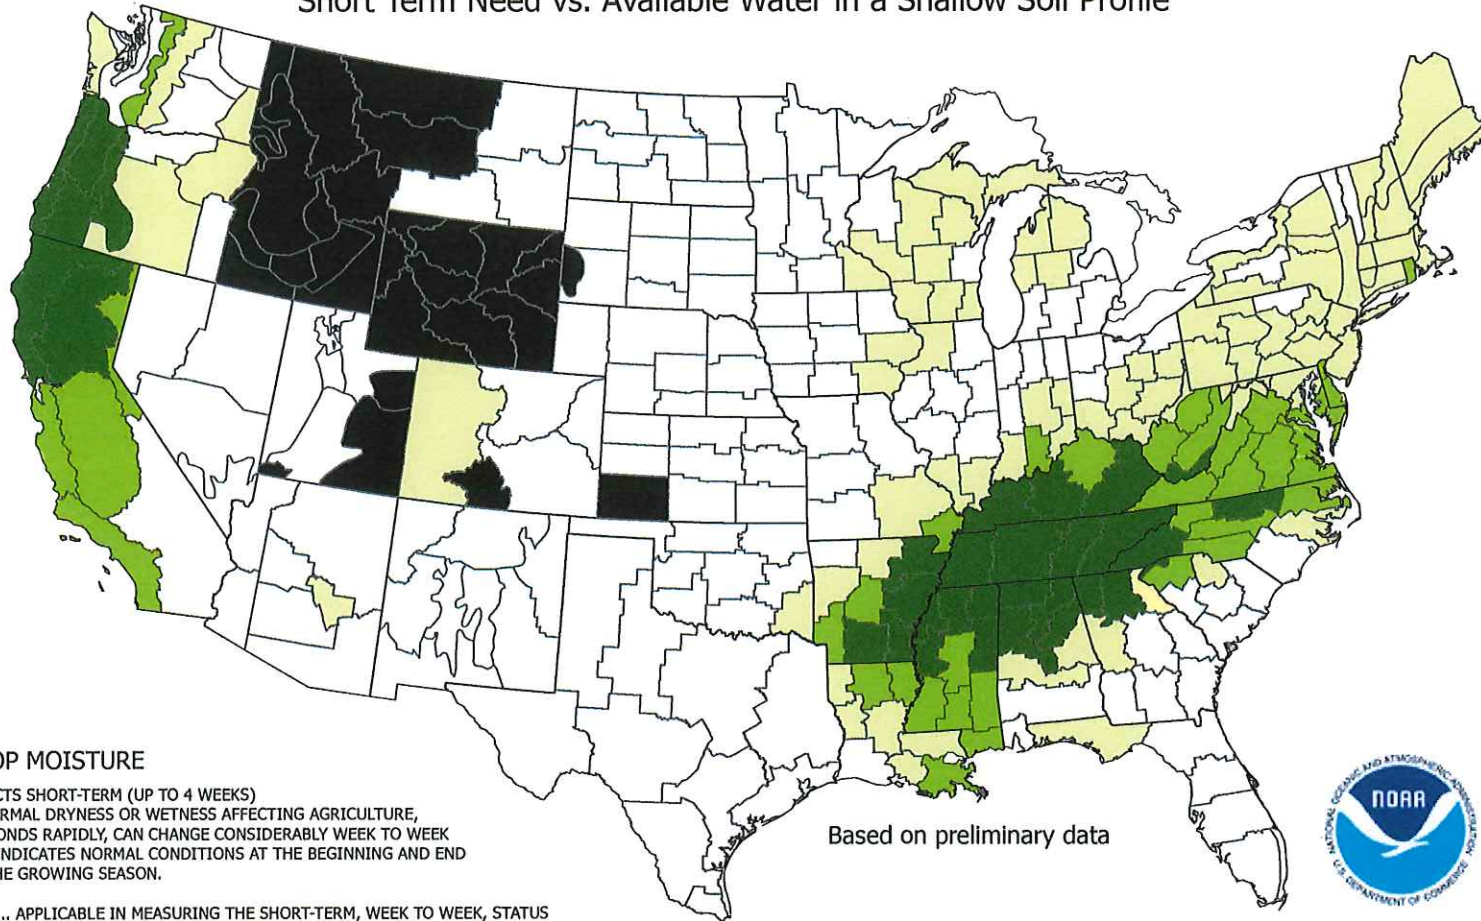 Short Term Need vs. Available Water in a Shallow Soil Profile
OP MOISTURE
CTS SHORT-TERM (UP TO 4 WEEKS)
RMAL DRYNESS OR WETNESS AFFECTING AGRICULTURE,
ONDS RAPIDLY, CAN CHANGE CONSIDERABLY WEEK TO WEEK
NDICATES NORMAL CONDITIONS AT THE BEGINNING AND END
HE GROWING SEASON.
... APPLICABLE IN MEASURING THE SHORT-TERM, WEEK TO WEEK, STATUS
Based on preliminary data
NATIONAL OCEANIC AND ATMOSPHERIC ADMINISTRATION
NOAA
U.S. DEPARTMENT OF COMMERCE